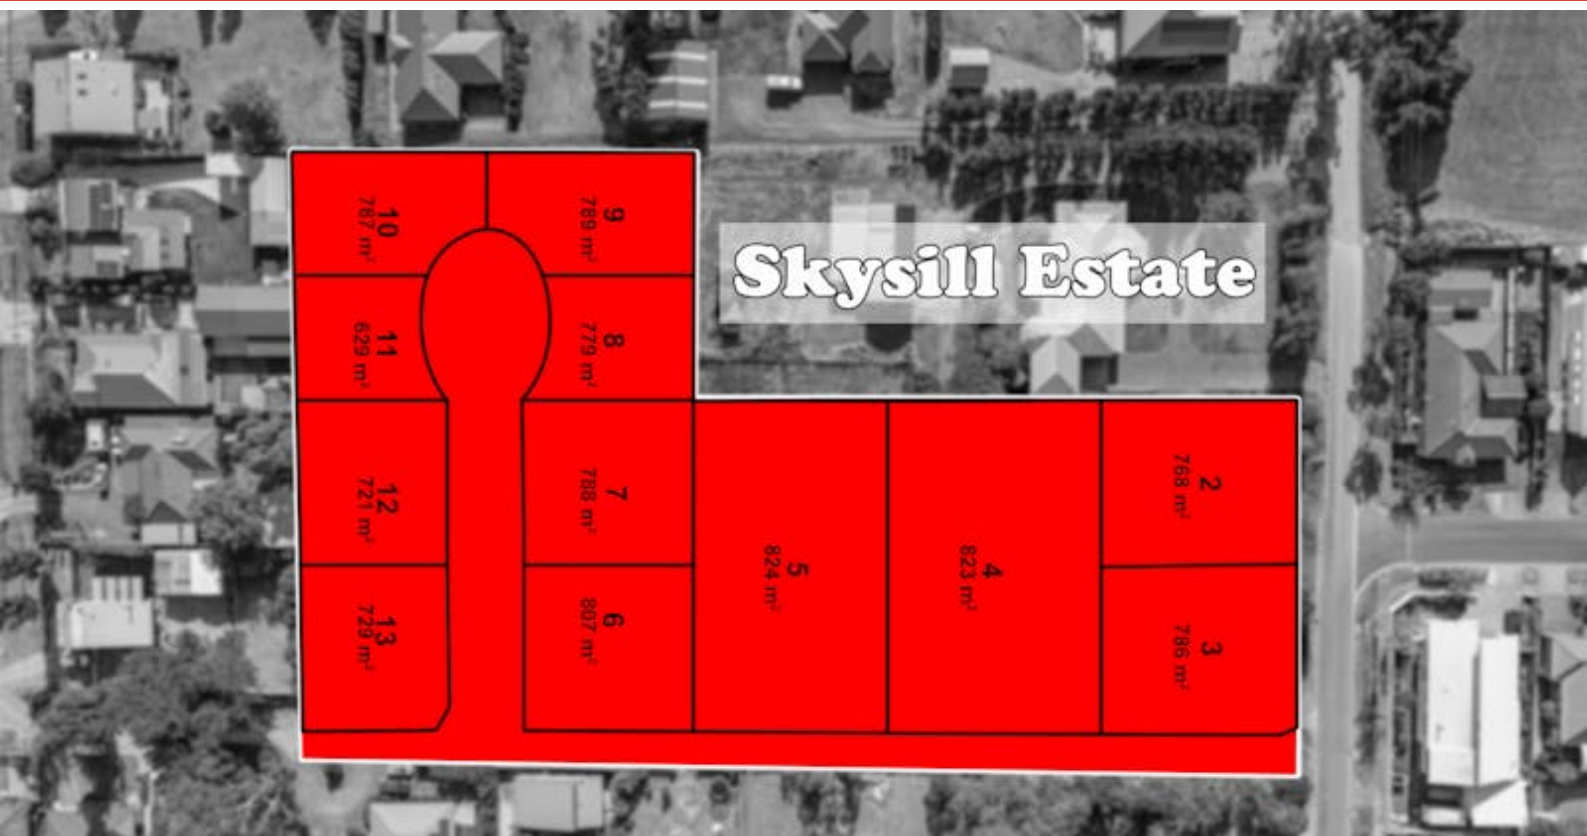 Skysill Estate
10
787 m²
9
789 m²
11
629 m²
8
779 m²
12
721 m²
7
788 m²
2
768 m²
13
729 m²
6
807 m²
5
824 m²
4
823 m²
3
786 m²